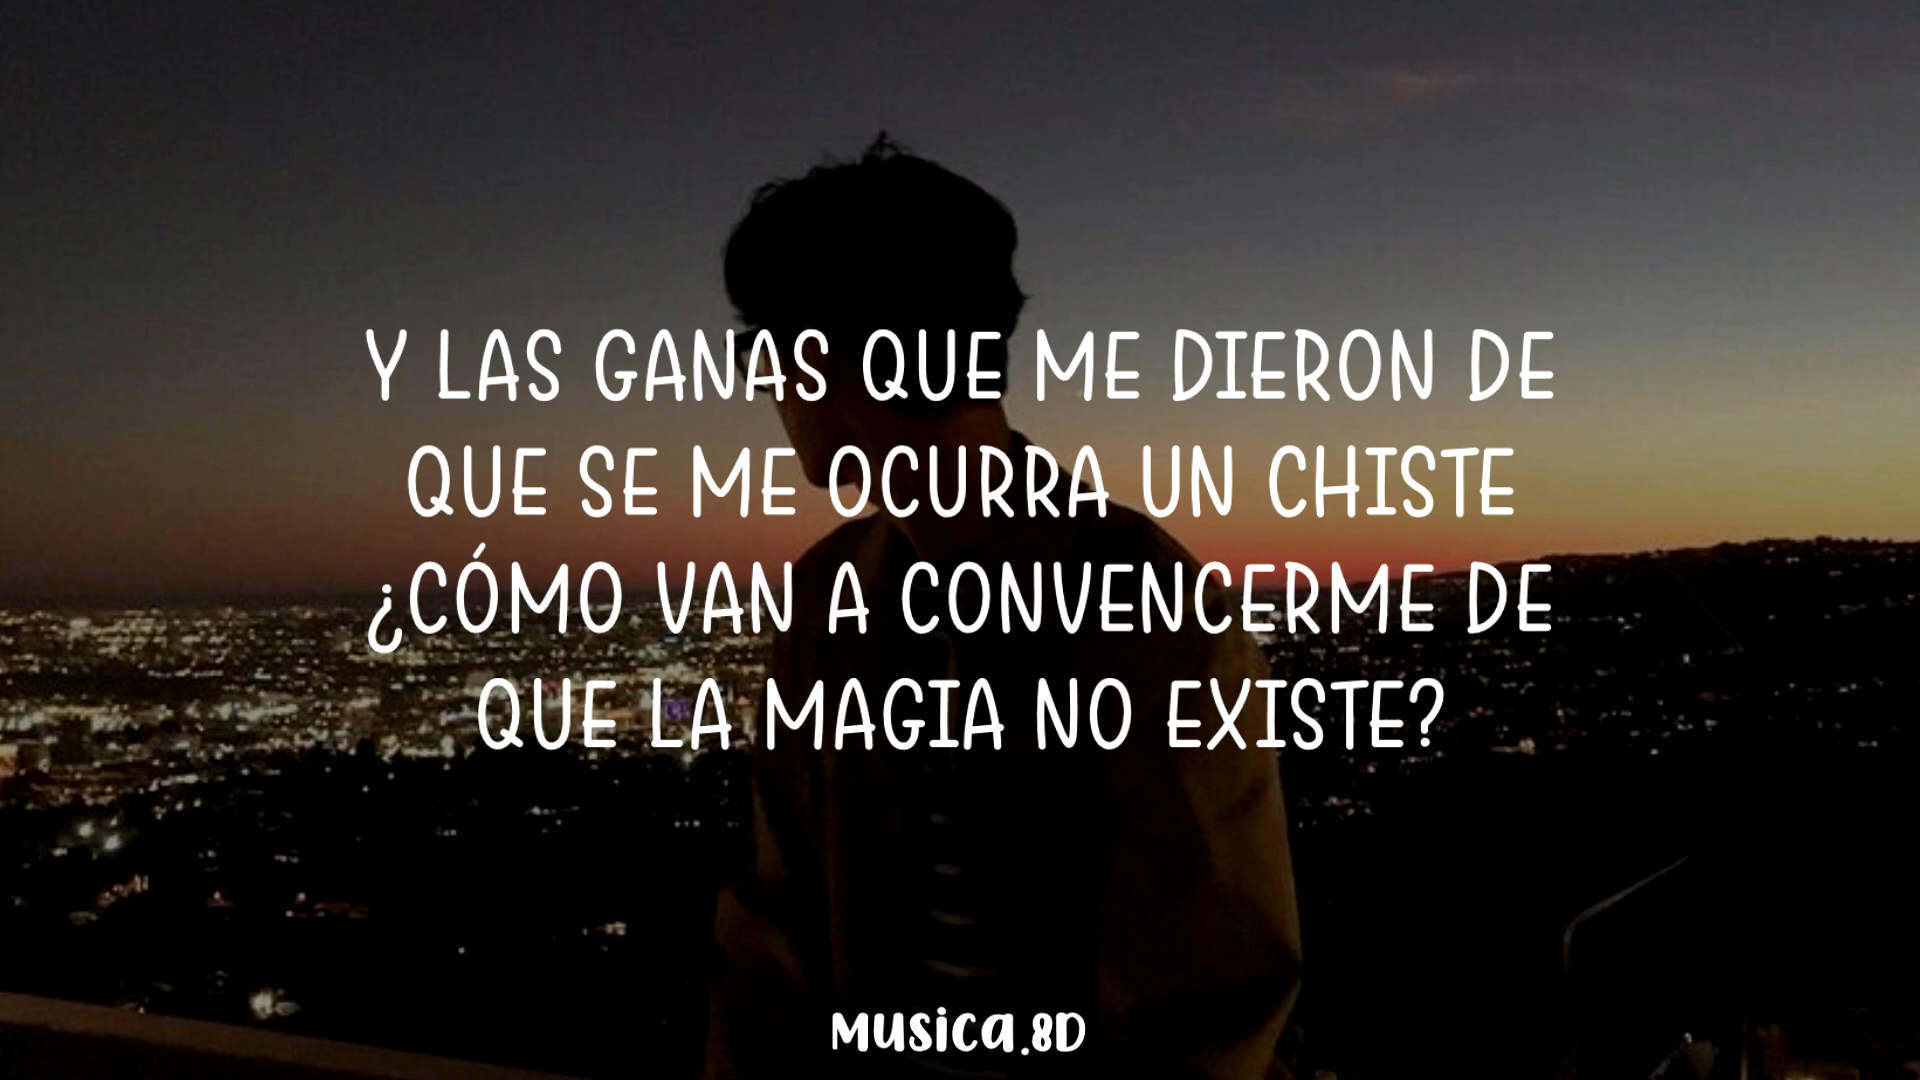 Y LAS GANAS QUE ME DIERON DE
QUE SE ME OCURRA UN CHISTE
¿CÓMO VAN A CONVENCERME DE
QUE LA MAGIA NO EXISTE?
MUSICA.8D